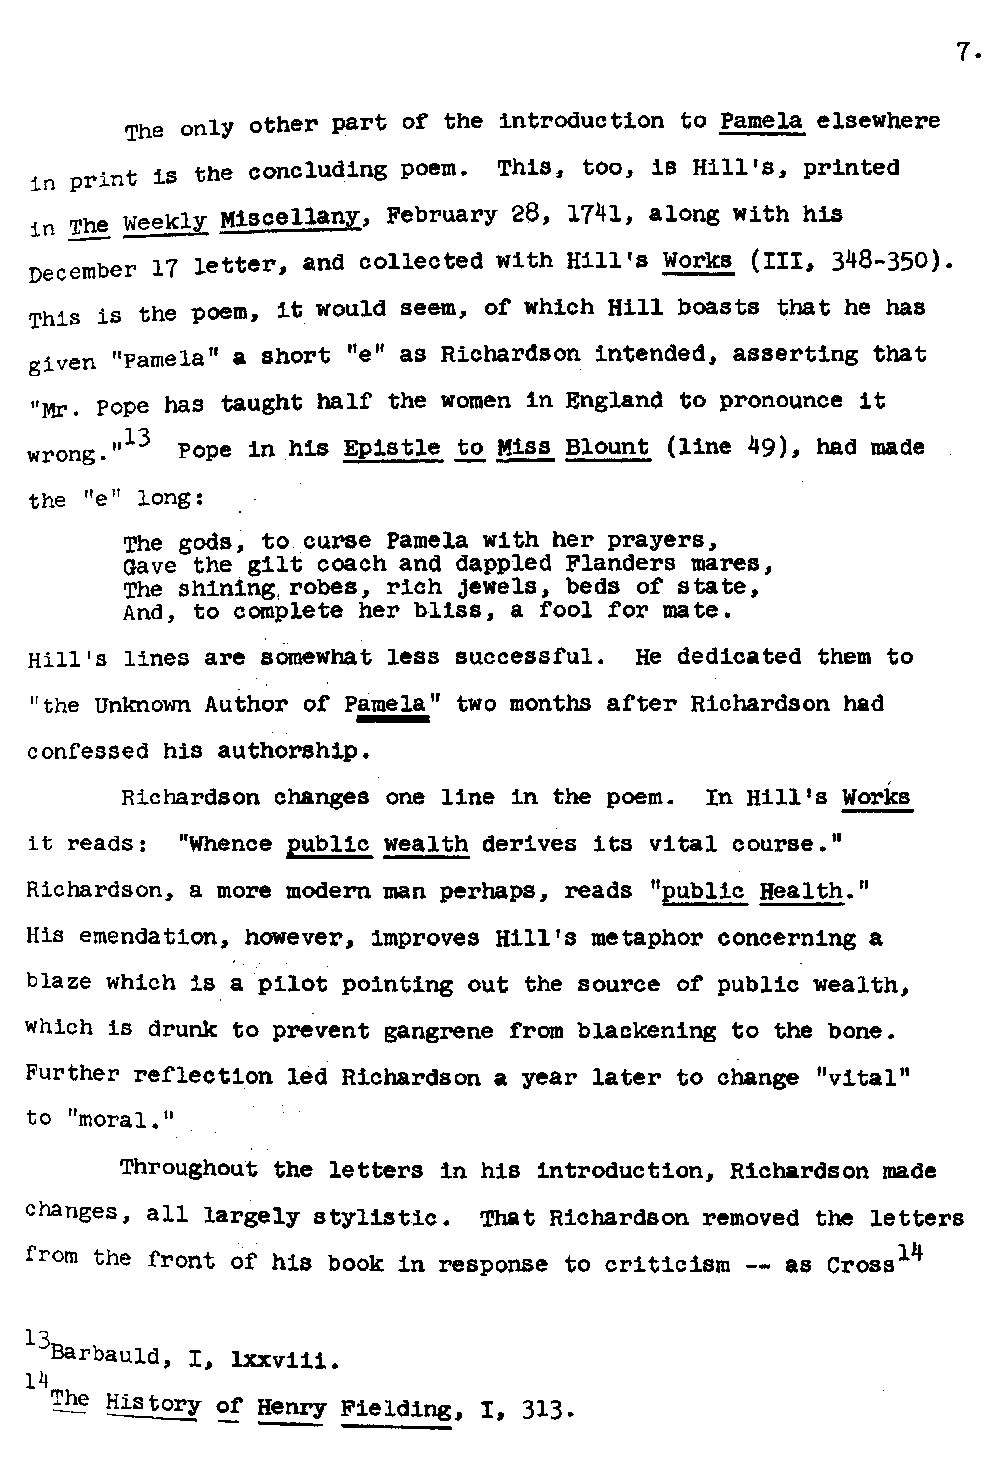 7.
The only other part of the introduction to Pamela elsewhere
in print is the concluding poem. This, too, is Hill's, printed
in The Weekly Miscellany, February 28, 1741, along with his
December 17 letter, and collected with Hill's Works (III, 348-350).
This is the poem, it would seem, of which Hill boasts that he has
given "Pamela" a short "e" as Richardson intended, asserting that
"Mr. Pope has taught half the women in England to pronounce it
wrong."13 Pope in his Epistle to Miss Blount (line 49), had made
the "e" long:
The gods, to curse Pamela with her prayers,
Gave the gilt coach and dappled Flanders mares,
The shining robes, rich jewels, beds of state,
And, to complete her bliss, a fool for mate.
Hill's lines are somewhat less successful. He dedicated them to
"the Unknown Author of Pamela" two months after Richardson had
confessed his authorship.
Richardson changes one line in the poem. In Hill's Works
it reads: "Whence public wealth derives its vital course."
Richardson, a more modern man perhaps, reads "public Health."
His emendation, however, improves Hill's metaphor concerning a
blaze which is a pilot pointing out the source of public wealth,
which is drunk to prevent gangrene from blackening to the bone.
Further reflection led Richardson a year later to change "vital"
to "moral."
Throughout the letters in his introduction, Richardson made
changes, all largely stylistic. That Richardson removed the letters
from the front of his book in response to criticism -- as Cross14
13Barbauld, I, lxxviii.
14The History of Henry Fielding, I, 313.